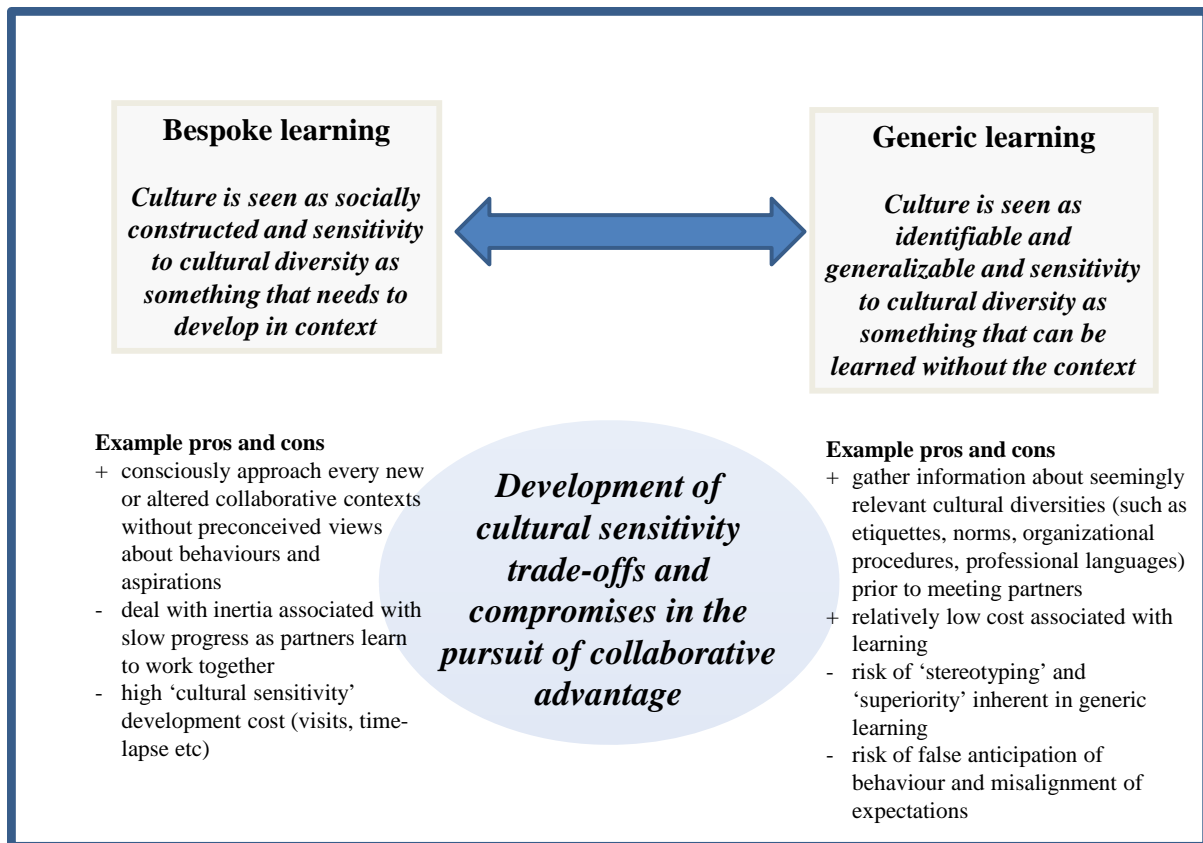 Bespoke learning
Culture is seen as socially
constructed and sensitivity
to cultural diversity as
something that needs to
develop in context
Generic learning
Culture is seen as
identifiable and
generalizable and sensitivity
to cultural diversity as
something that can be
learned without the context
Example pros and cons
+ consciously approach every new
or altered collaborative contexts
without preconceived views
about behaviours and
aspirations
- deal with inertia associated with
slow progress as partners learn
to work together
- high ‘cultural sensitivity’
development cost (visits, time-
lapse etc)
Development of
cultural sensitivity
trade-offs and
compromises in the
pursuit of collaborative
advantage
Example pros and cons
+ gather information about seemingly
relevant cultural diversities (such as
etiquettes, norms, organizational
procedures, professional languages)
prior to meeting partners
+ relatively low cost associated with
learning
- risk of ‘stereotyping’ and
‘superiority’ inherent in generic
learning
- risk of false anticipation of
behaviour and misalignment of
expectations